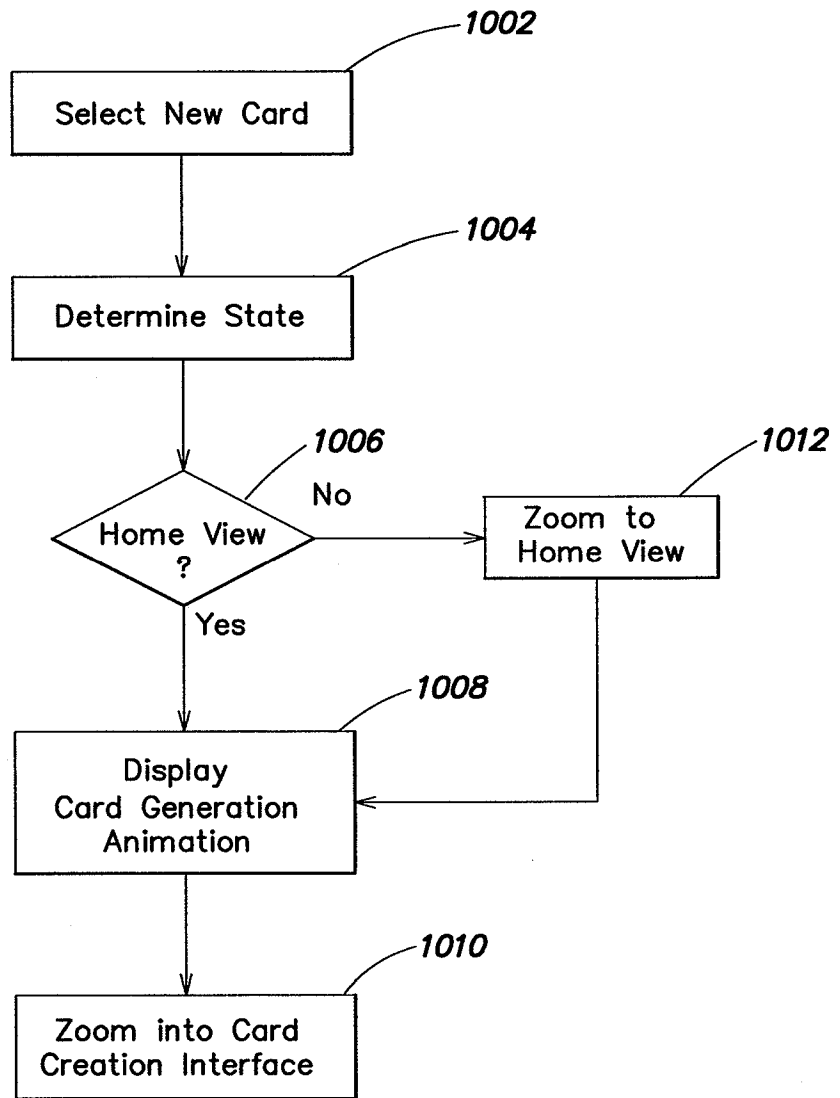 1002
Select New Card
1004
Determine State
1006
Home View
?
No
1012
Zoom to
Home View
Yes
1008
Display
Card Generation
Animation
1010
Zoom into Card
Creation Interface